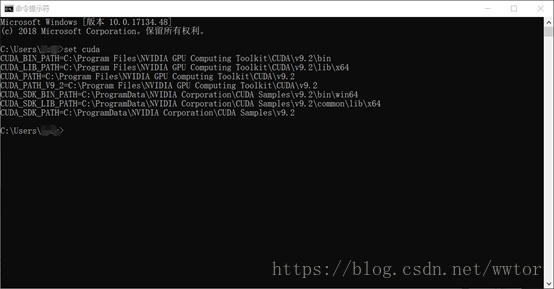 命令提示符
Microsoft Windows [版本 10.0.17134.48]
(c) 2018 Microsoft Corporation。保留所有权利。
C:\Users\ >set cuda
CUDA_BIN_PATH=C:\Program Files\NVIDIA GPU Computing Toolkit\CUDA\v9.2\bin
CUDA_LIB_PATH=C:\Program Files\NVIDIA GPU Computing Toolkit\CUDA\v9.2\lib\x64
CUDA_PATH=C:\Program Files\NVIDIA GPU Computing Toolkit\CUDA\v9.2
CUDA_PATH_V9_2=C:\Program Files\NVIDIA GPU Computing Toolkit\CUDA\v9.2
CUDA_SDK_BIN_PATH=C:\ProgramData\NVIDIA Corporation\CUDA Samples\v9.2\bin\win64
CUDA_SDK_LIB_PATH=C:\ProgramData\NVIDIA Corporation\CUDA Samples\v9.2\common\lib\x64
CUDA_SDK_PATH=C:\ProgramData\NVIDIA Corporation\CUDA Samples\v9.2
C:\Users\ >
https://blog.csdn.net/wwtor